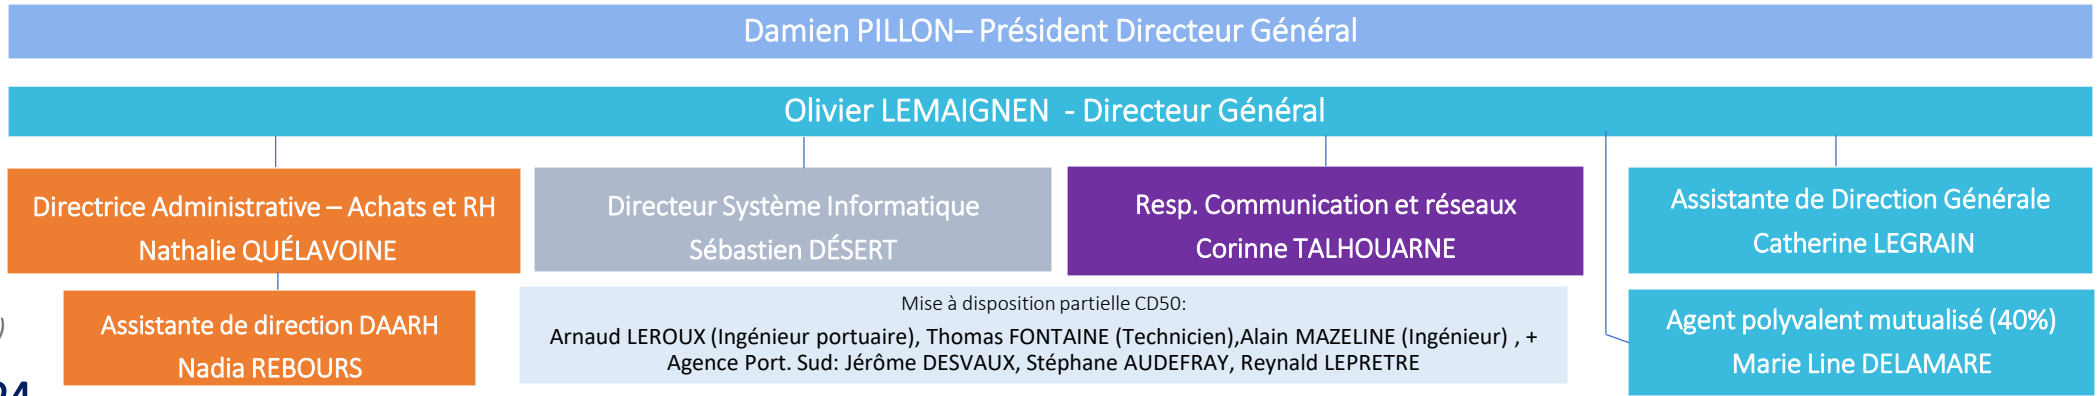 Damien PILLON– Président Directeur Général
Olivier LEMAIGNEN - Directeur Général
Directrice Administrative – Achats et RH
Nathalie QUÉLAVOINE
Directeur Système Informatique
Sébastien DÉSERT
Resp. Communication et réseaux
Corinne TALHOUARNE
Assistante de Direction Générale
Catherine LEGRAIN
Assistante de direction DAARH
Nadia REBOURS
Mise à disposition partielle CD50:
Arnaud LEROUX (Ingénieur portuaire), Thomas FONTAINE (Technicien),Alain MAZELINE (Ingénieur) , +
Agence Port. Sud: Jérôme DESVAUX, Stéphane AUDEFRAY, Reynald LEPRETRE
Agent polyvalent mutualisé (40%)
Marie Line DELAMARE
)